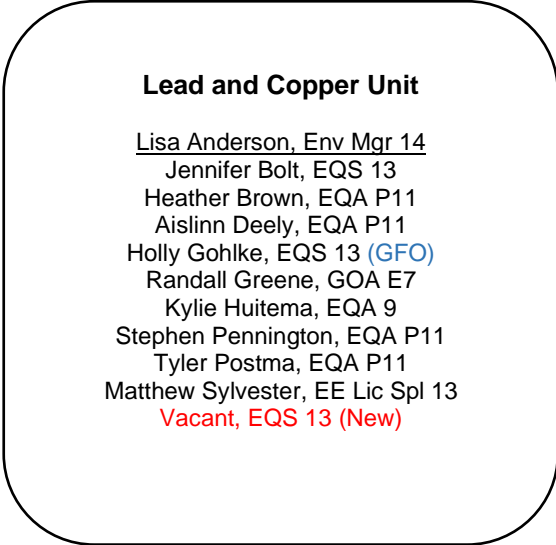 Lead and Copper Unit
Lisa Anderson, Env Mgr 14
Jennifer Bolt, EQS 13
Heather Brown, EQA P11
Aislinn Deely, EQA P11
Holly Gohlke, EQS 13 (GFO)
Randall Greene, GOA E7
Kylie Huitema, EQA 9
Stephen Pennington, EQA P11
Tyler Postma, EQA P11
Matthew Sylvester, EE Lic Spl 13
Vacant, EQS 13 (New)